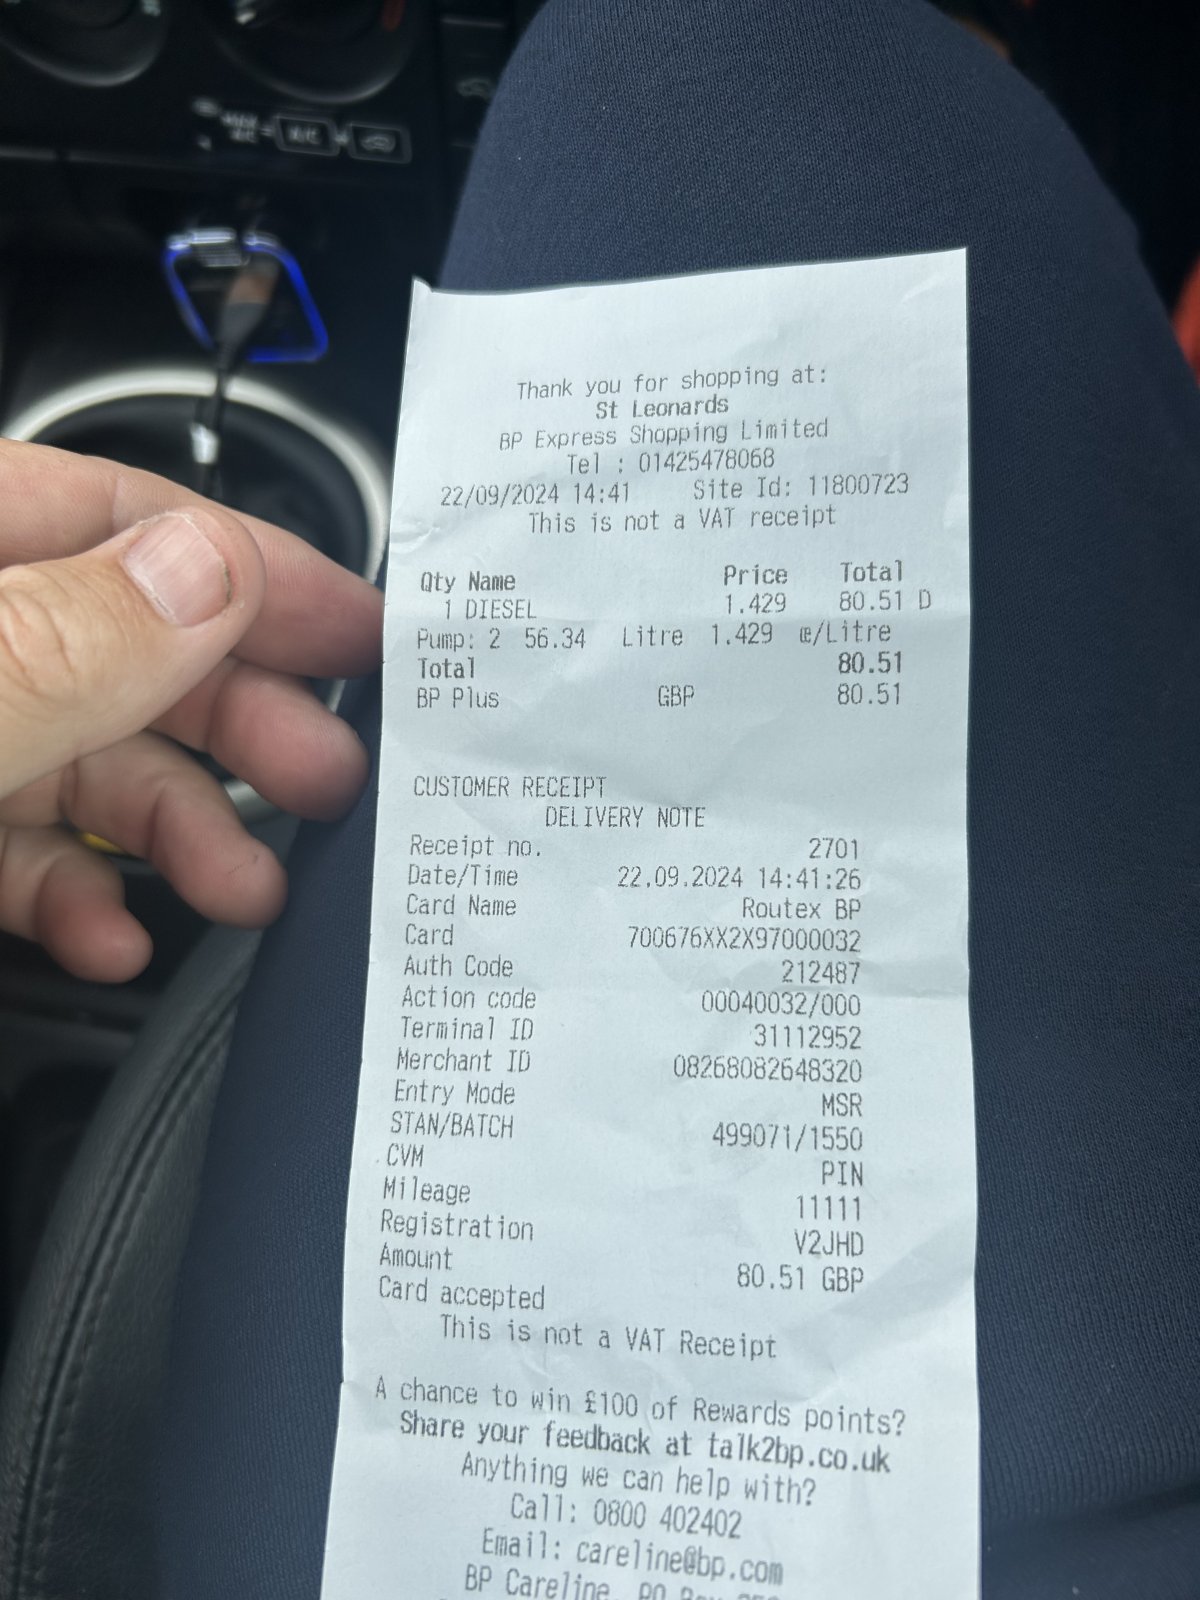 A/C
Thank you for shopping at:
St Leonards
BP Express Shopping Limited
Tel : 01425478068
22/09/2024 14:41 Site Id: 11800723
This is not a VAT receipt
Qty Name Price Total
1 DIESEL 1.429 80.51 D
Pump: 2 56.34 Litre 1.429 œ/Litre
Total 80.51
BP Plus GBP 80.51
CUSTOMER RECEIPT
DELIVERY NOTE
Receipt no. 2701
Date/Time 22.09.2024 14:41:26
Card Name Routex BP
Card 700676XX2X97000032
Auth Code 212487
Action code 00040032/000
Terminal ID 31112952
Merchant ID 08268082648320
Entry Mode MSR
STAN/BATCH 499071/1550
CVM PIN
Mileage 11111
Registration V2JHD
Amount 80.51 GBP
Card accepted
This is not a VAT Receipt
A chance to win £100 of Rewards points?
Share your feedback at talk2bp.co.uk
Anything we can help with?
Call: 0800 402402
Email: careline@bp.com
BP Careline, PO Box